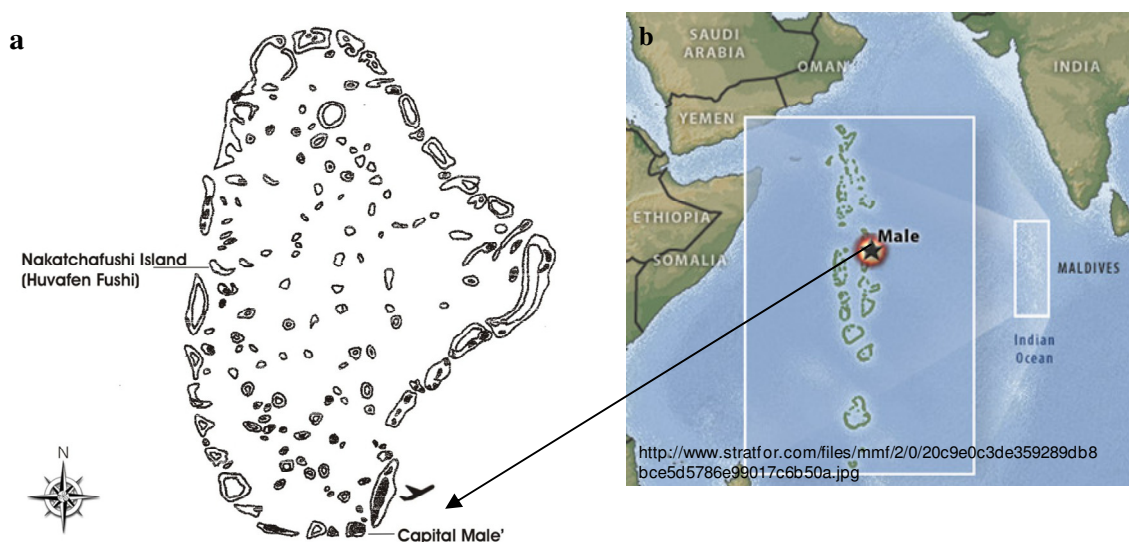 a
Nakatchafushi Island
(Huvafen Fushi)
N
Capital Male'
b
SAUDI
ARABIA
OMAN
INDIA
YEMEN
ETHIOPIA
SOMALIA
Male
MALDIVES
Indian
Ocean
http://www.stratfor.com/files/mmf/2/0/20c9e0c3de359289db8
bce5d5786e99017c6b50a.jpg